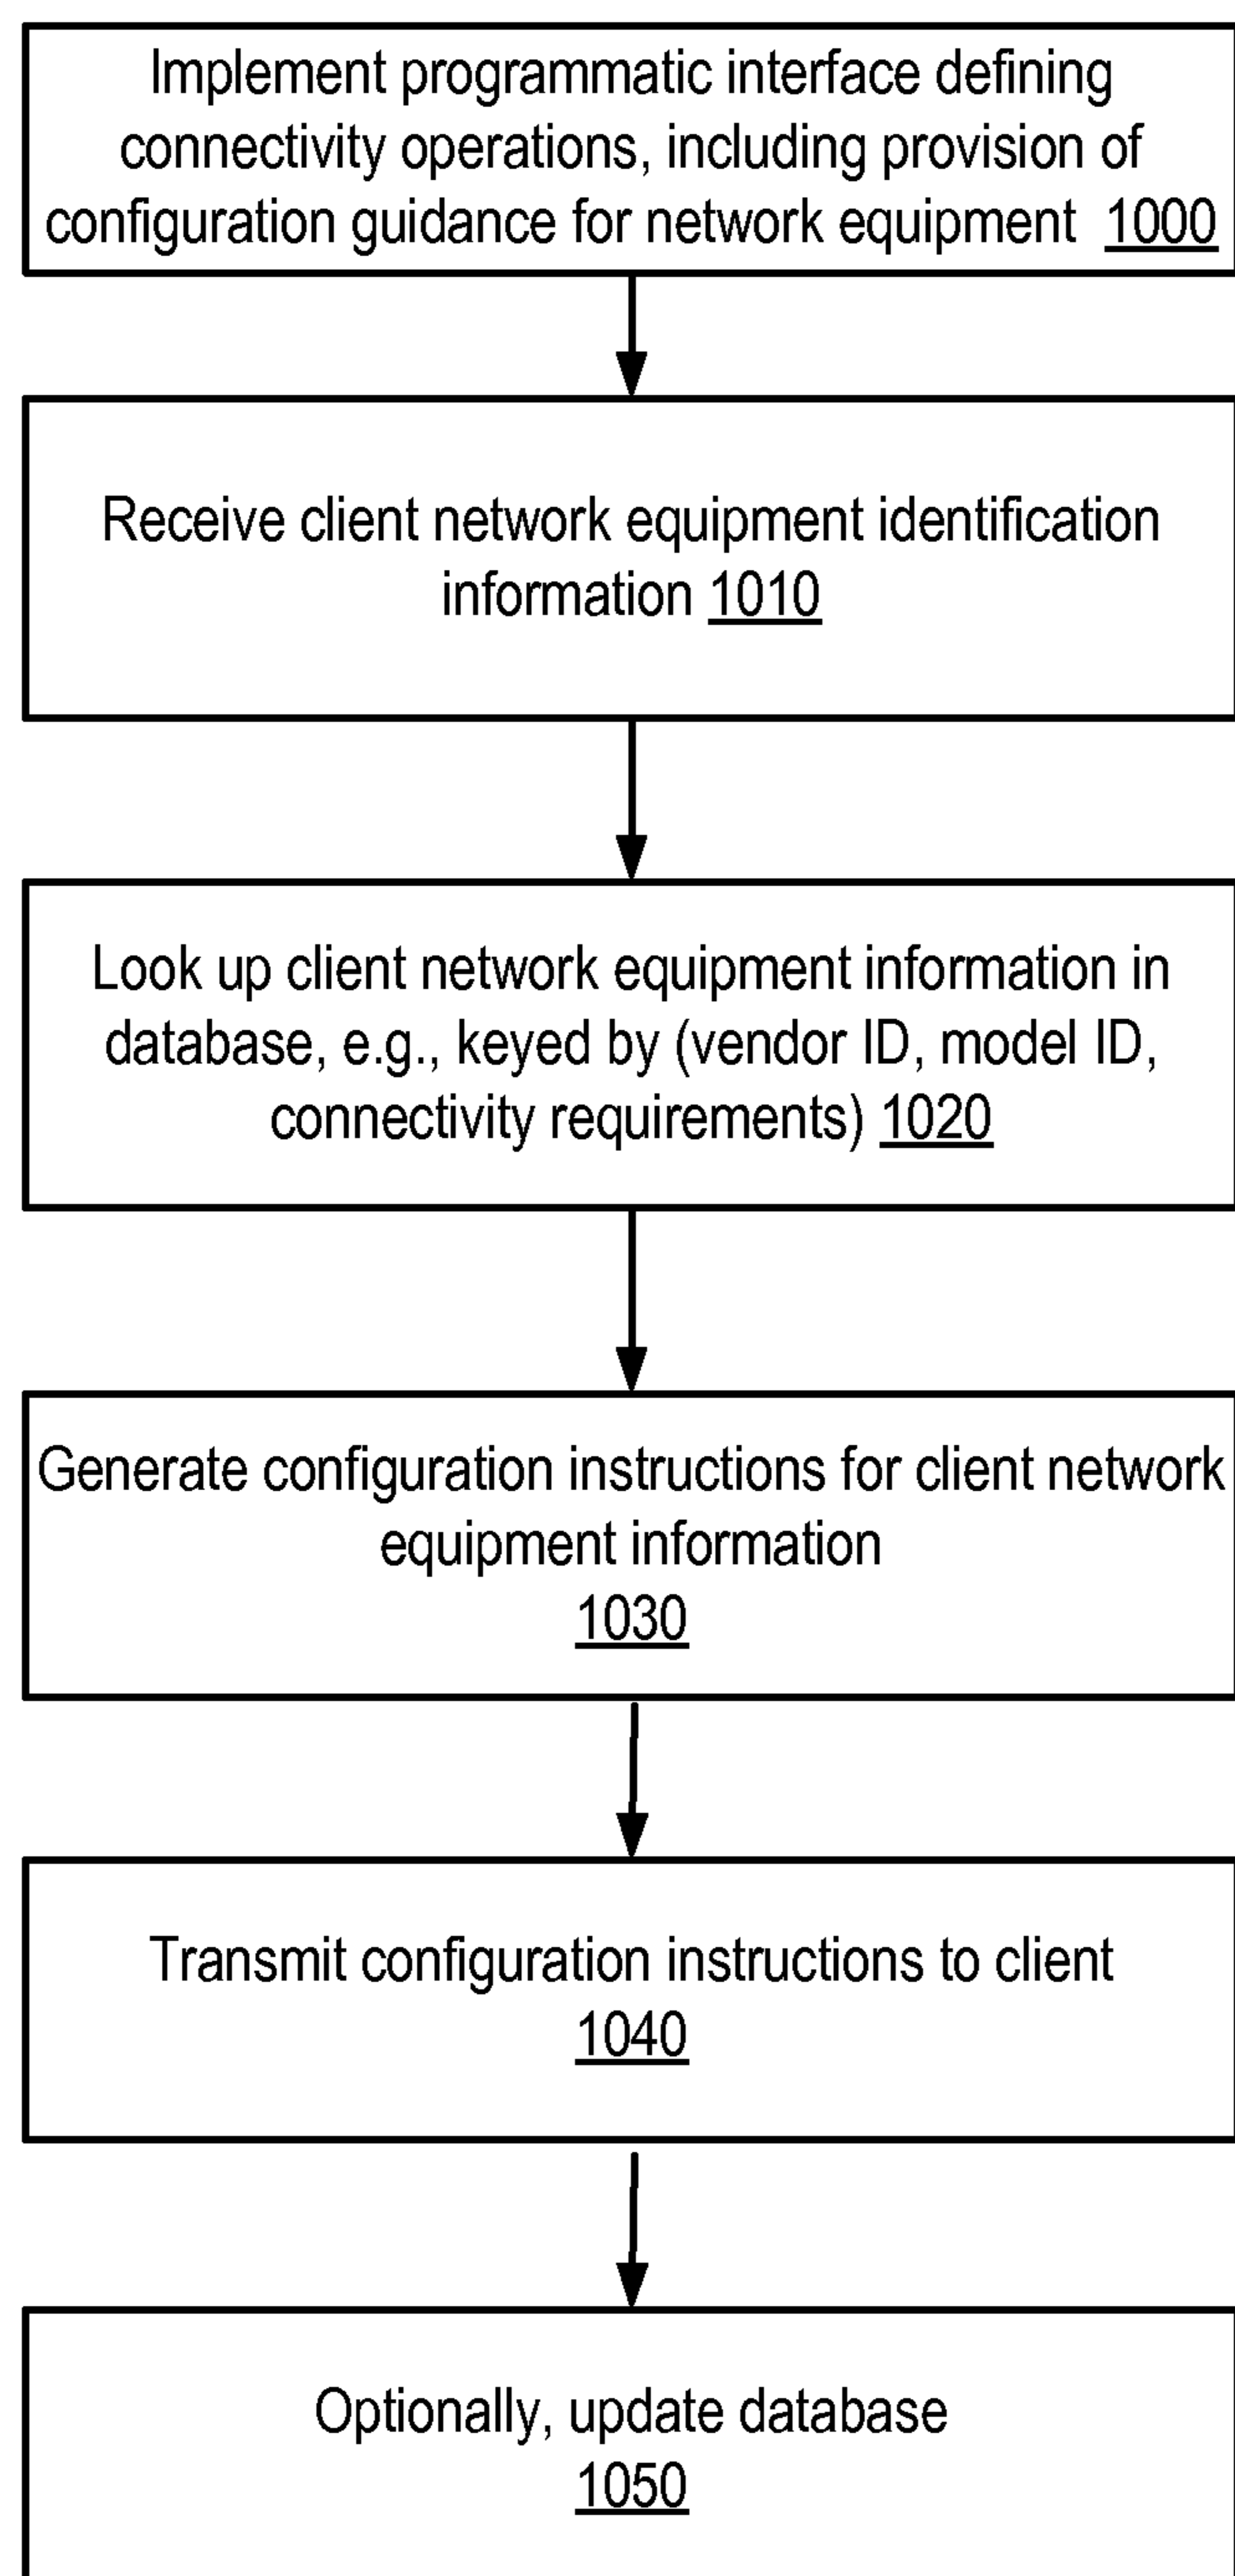 Implement programmatic interface defining
connectivity operations, including provision of
configuration guidance for network equipment 1000
Receive client network equipment identification
information 1010
Look up client network equipment information in
database, e.g., keyed by (vendor ID, model ID,
connectivity requirements) 1020
Generate configuration instructions for client network
equipment information
1030
Transmit configuration instructions to client
1040
Optionally, update database
1050